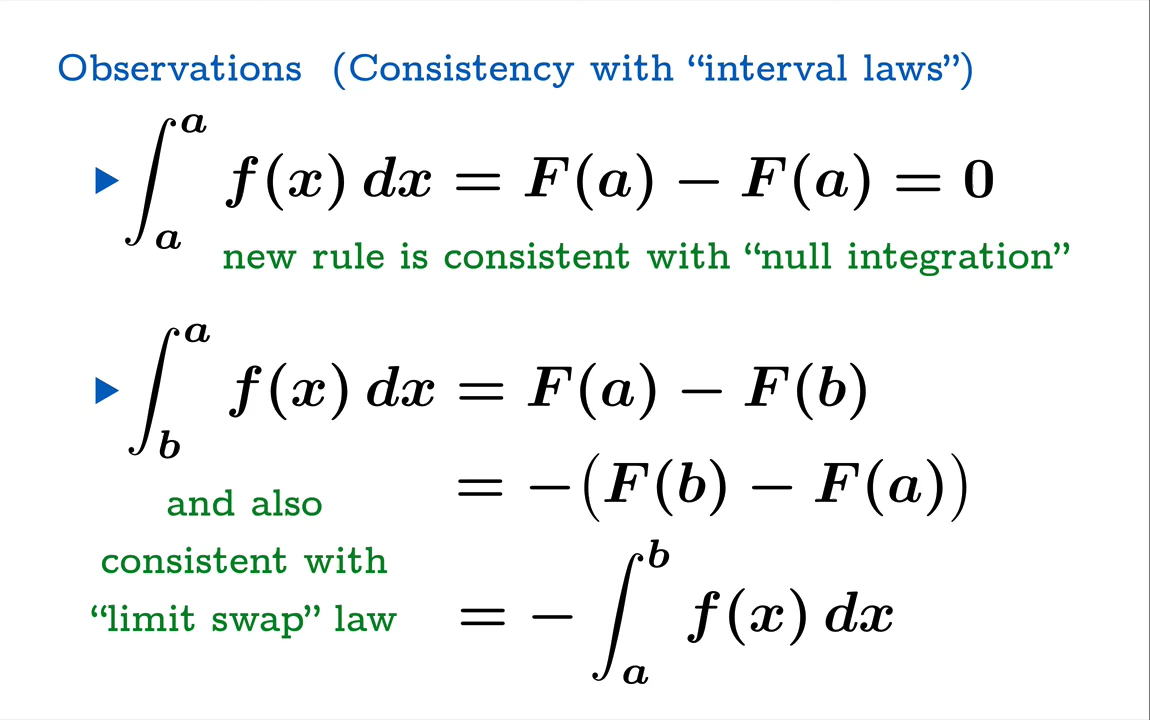 Observations (Consistency with “interval laws”)
▶ ∫_a^a f(x) dx = F(a) − F(a) = 0
new rule is consistent with “null integration”
▶ ∫_b^a f(x) dx = F(a) − F(b)
= −(F(b) − F(a))
and also
consistent with
“limit swap” law
= − ∫_a^b f(x) dx